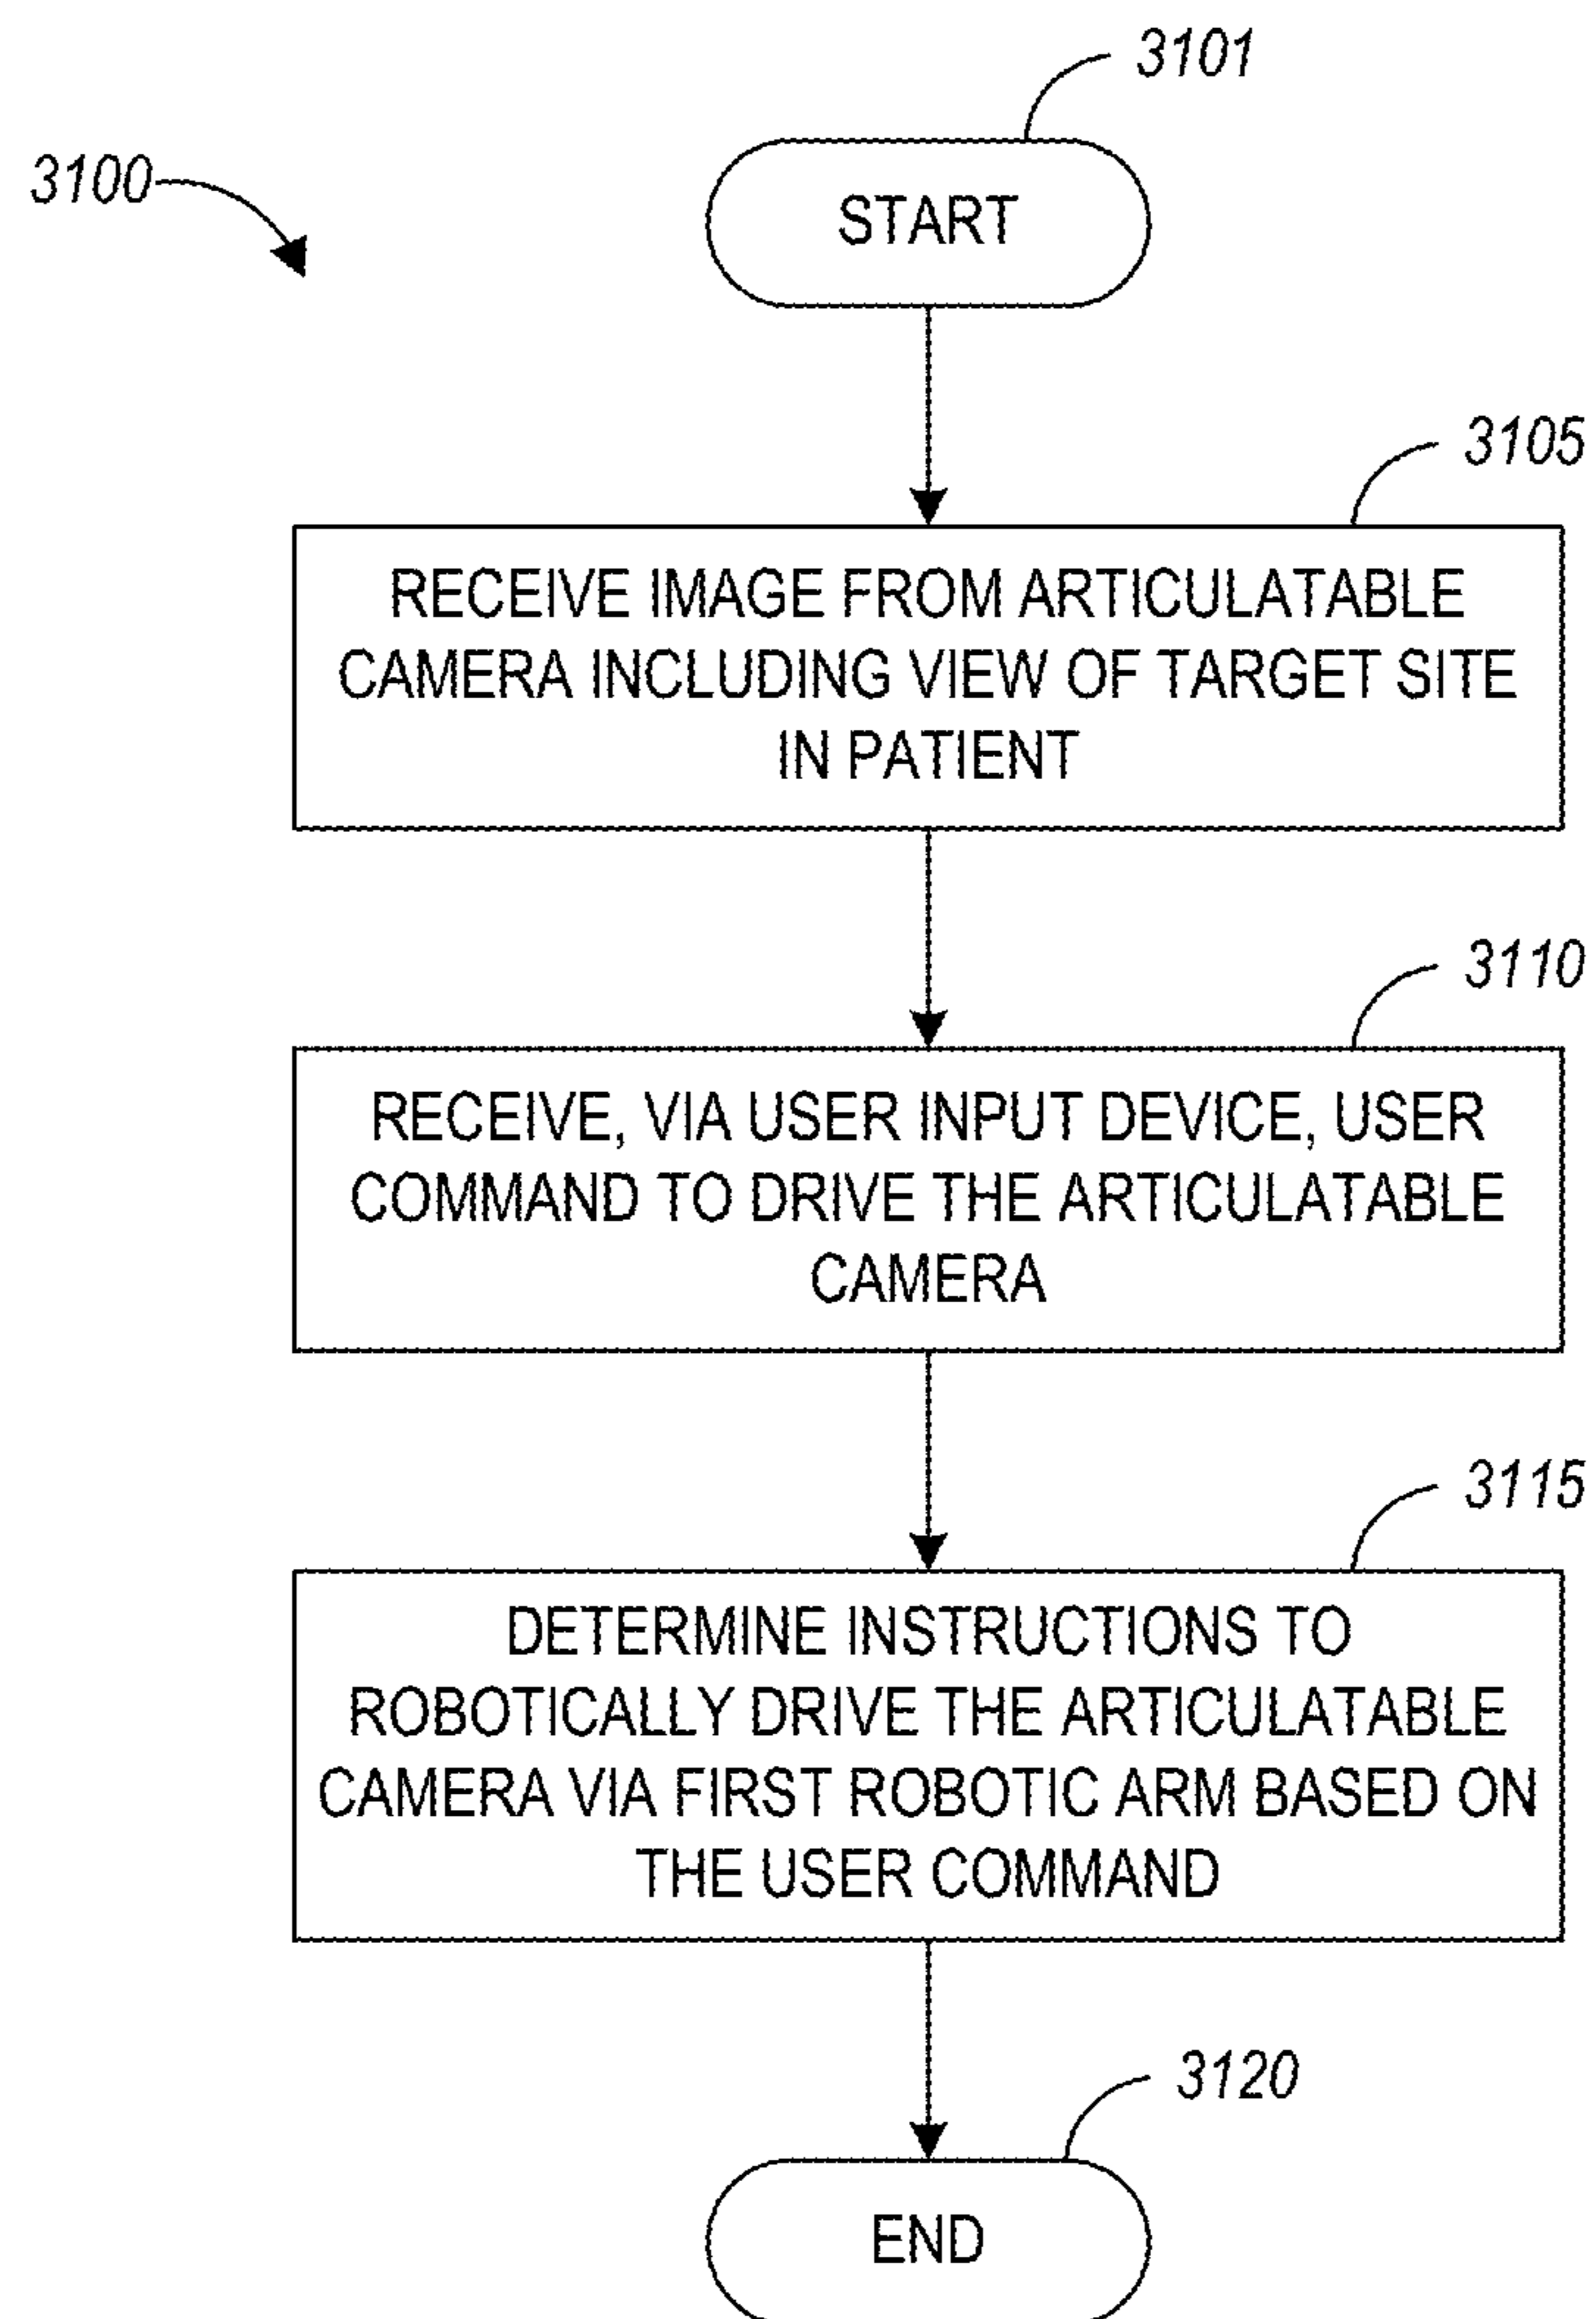 3101
3100
START
3105
RECEIVE IMAGE FROM ARTICULATABLE
CAMERA INCLUDING VIEW OF TARGET SITE
IN PATIENT
3110
RECEIVE, VIA USER INPUT DEVICE, USER
COMMAND TO DRIVE THE ARTICULATABLE
CAMERA
3115
DETERMINE INSTRUCTIONS TO
ROBOTICALLY DRIVE THE ARTICULATABLE
CAMERA VIA FIRST ROBOTIC ARM BASED ON
THE USER COMMAND
3120
END